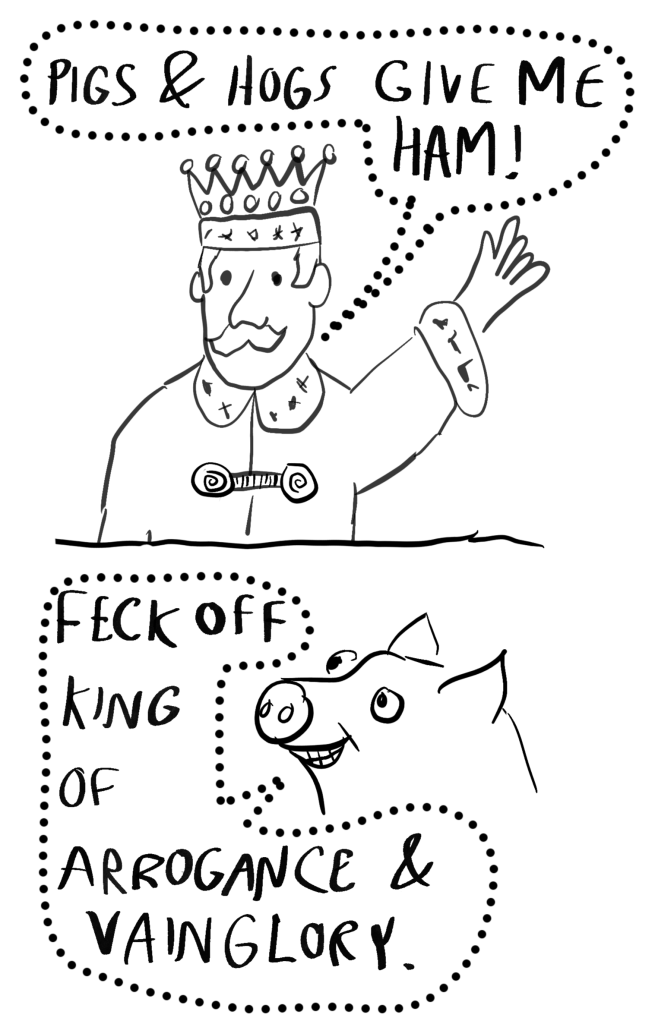 PIGS & HOGS GIVE ME
HAM!
FECK OFF
KING
OF
ARROGANCE &
VAINGLORY.